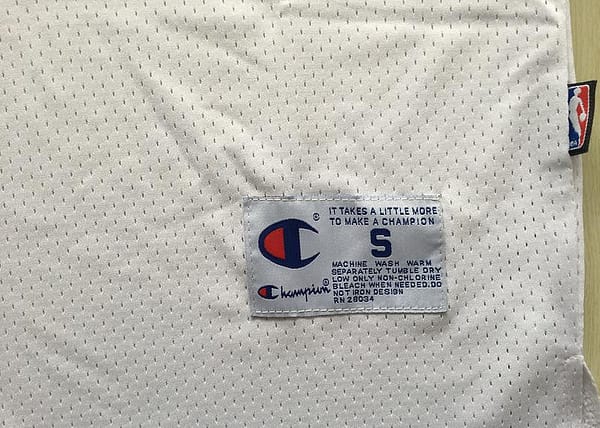 IT TAKES A LITTLE MORE
TO MAKE A CHAMPION
®
S
MACHINE WASH WARM
SEPARATELY TUMBLE DRY
LOW ONLY NON-CHLORINE
BLEACH WHEN NEEDED.DO
NOT IRON DESIGN
RN 26034
Champion®